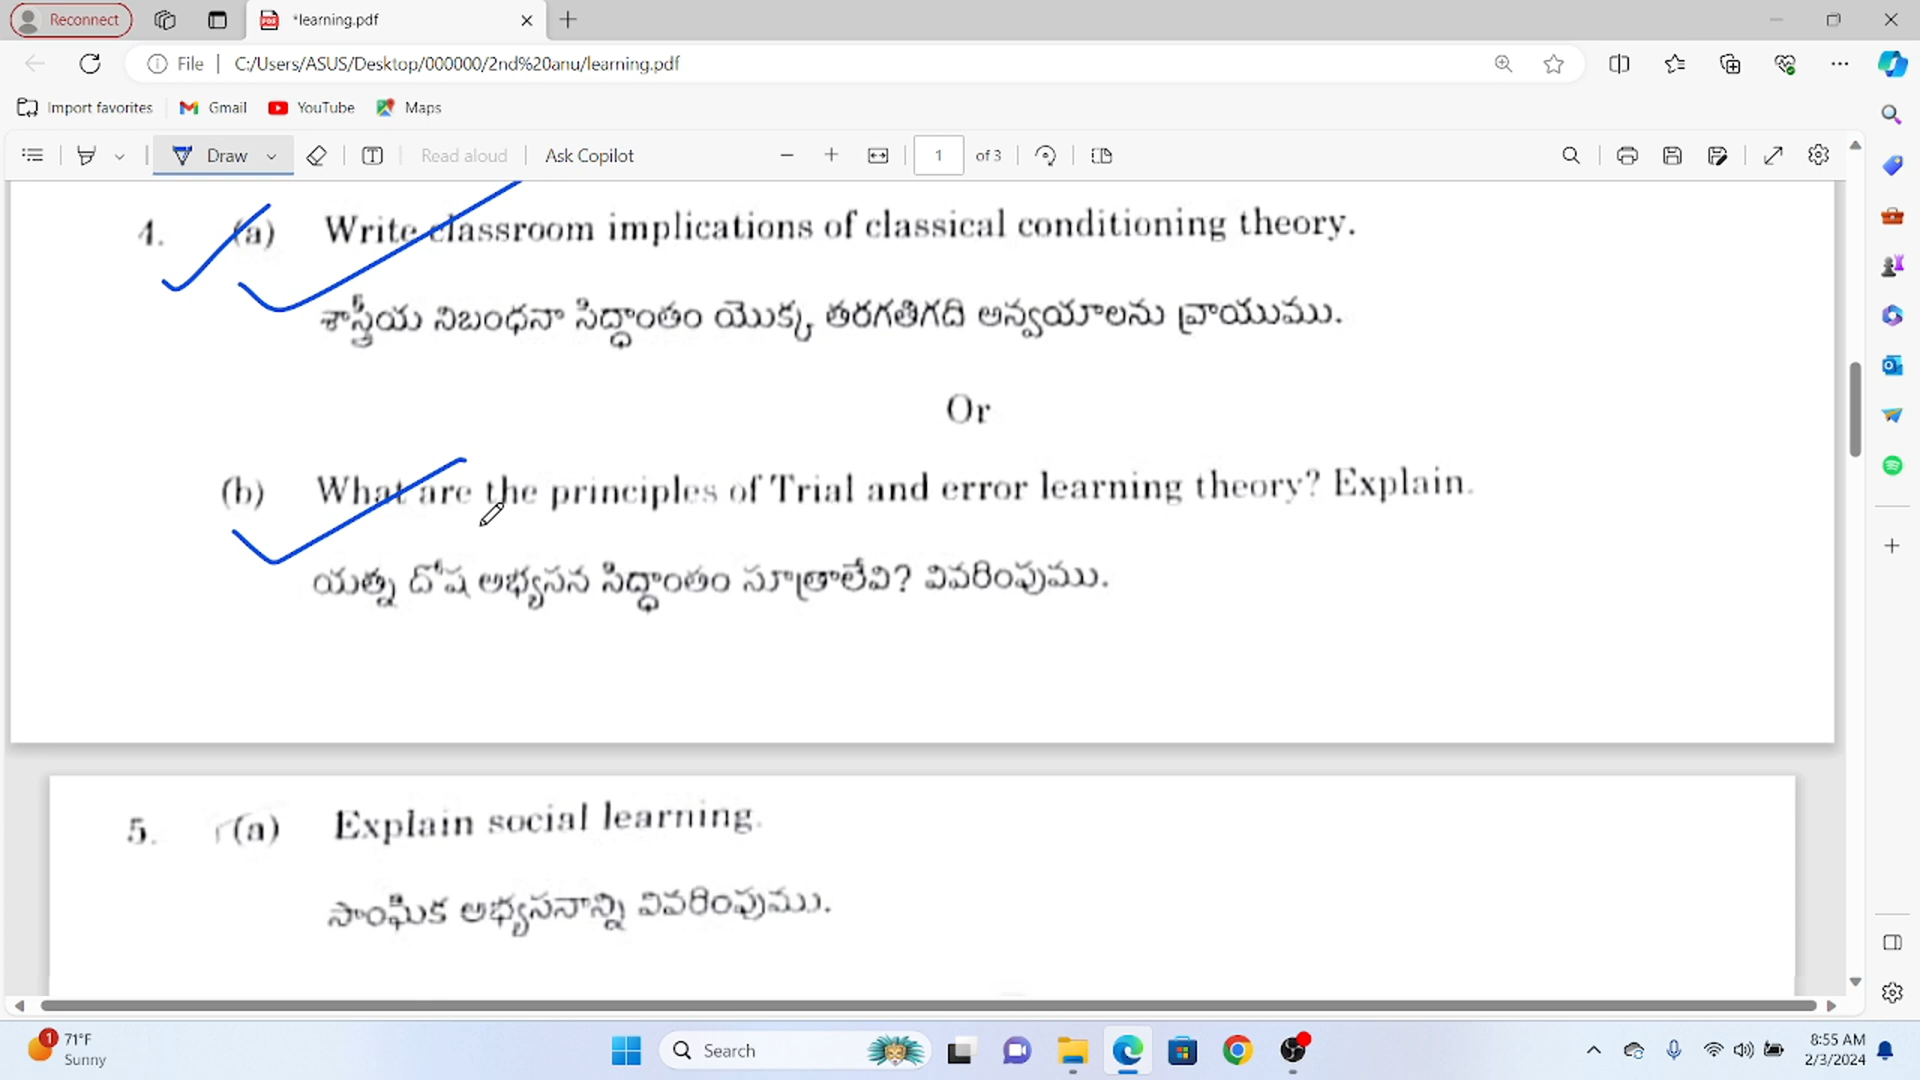 Reconnect
*learning.pdf
File | C:/Users/ASUS/Desktop/000000/2nd%20anu/learning.pdf
Import favorites Gmail YouTube Maps
Draw Read aloud Ask Copilot 1 of 3
4. (a) Write classroom implications of classical conditioning theory.
శాస్త్రీయ నిబంధనా సిద్ధాంతం యొక్క తరగతిగది అన్వయాలను వ్రాయుము.
Or
(b) What are the principles of Trial and error learning theory? Explain.
యత్న దోష అభ్యసన సిద్ధాంతం సూత్రాలేవి? వివరింపుము.
5. (a) Explain social learning.
సాంఘిక అభ్యసనాన్ని వివరింపుము.
1 71°F
Sunny
Search
8:55 AM
2/3/2024